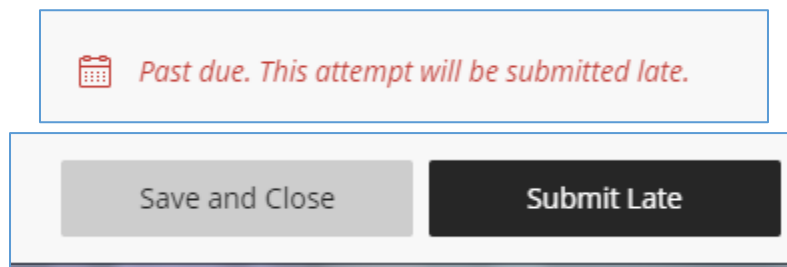 Past due. This attempt will be submitted late.
Save and Close
Submit Late